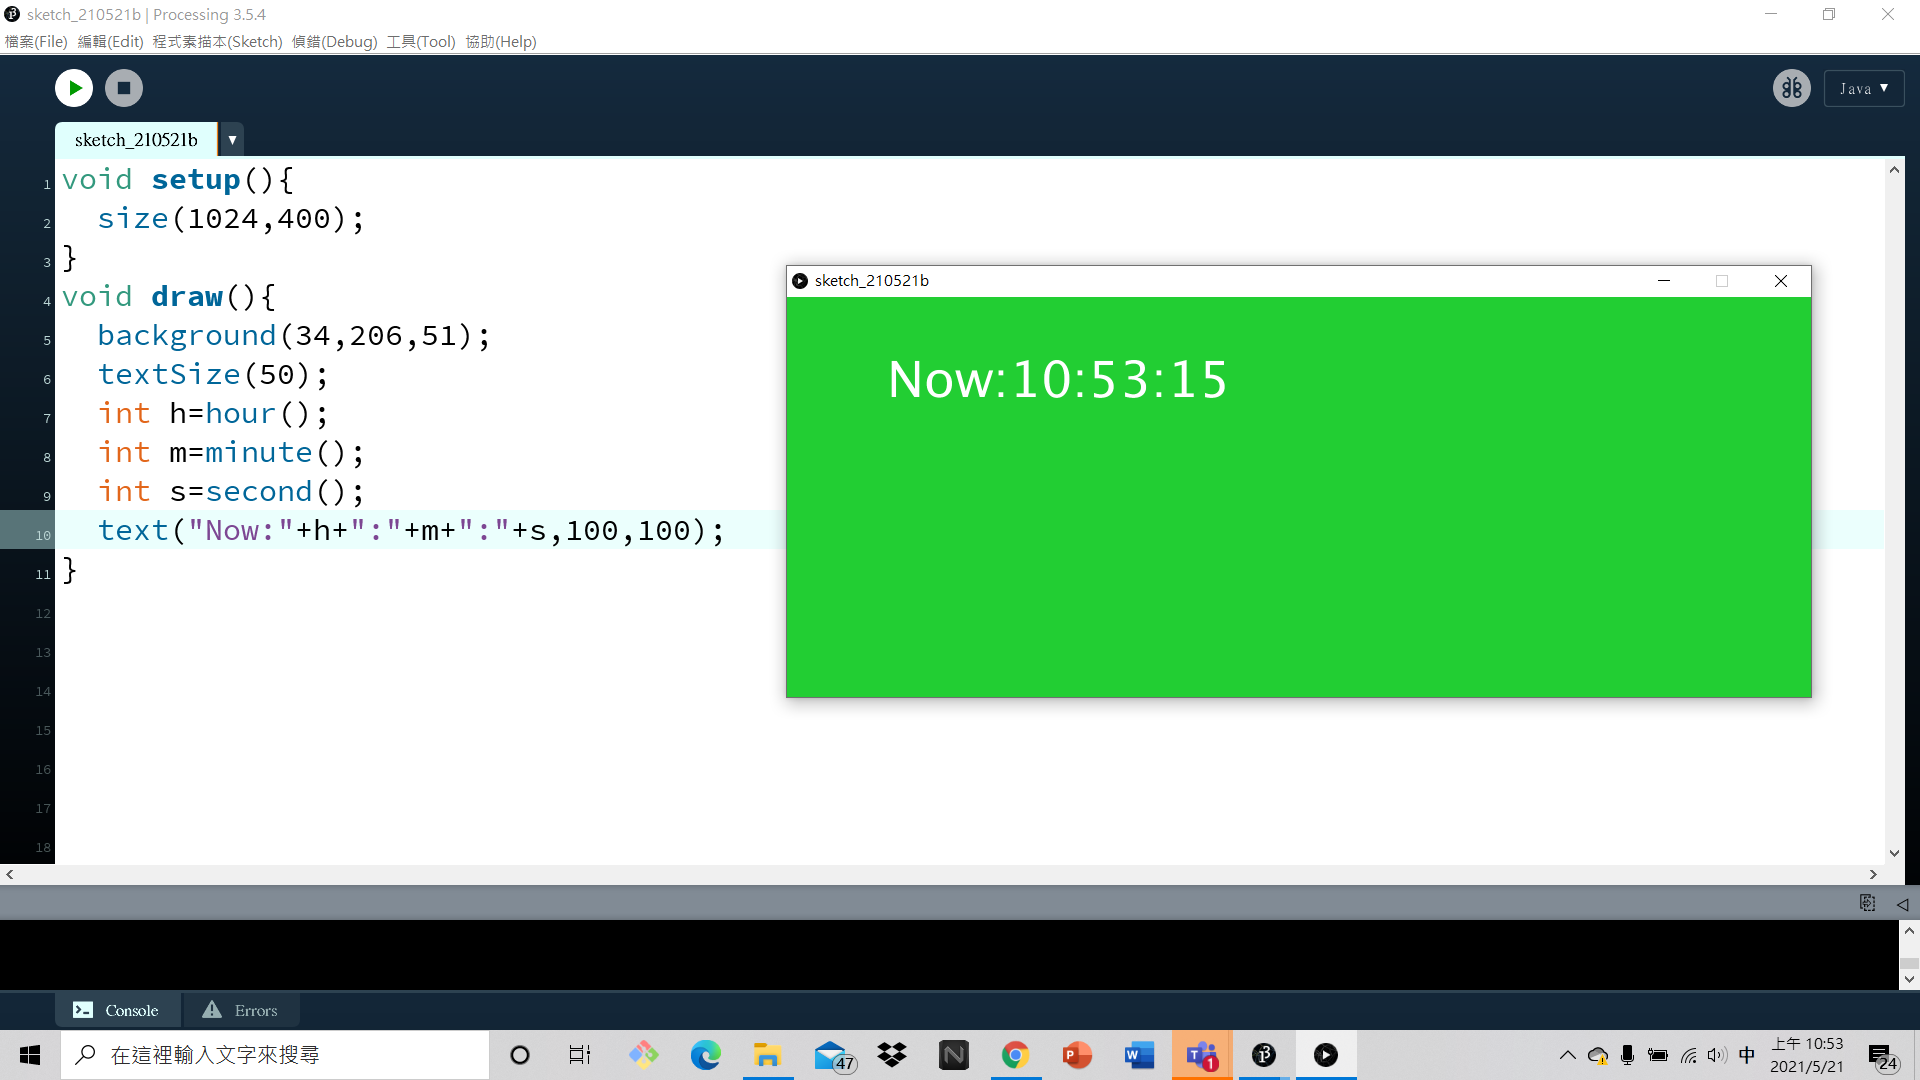 sketch_210521b | Processing 3.5.4
檔案(File) 編輯(Edit) 程式素描本(Sketch) 偵錯(Debug) 工具(Tool) 協助(Help)
Java ▼
sketch_210521b ▼
1 void setup(){
2   size(1024,400);
3 }
4 void draw(){
5   background(34,206,51);
6   textSize(50);
7   int h=hour();
8   int m=minute();
9   int s=second();
10   text("Now:"+h+":"+m+":"+s,100,100);
11 }
12
13
14
15
16
17
18
sketch_210521b
Now:10:53:15
Console
Errors
在這裡輸入文字來搜尋
47
1
中
上午 10:53
2021/5/21
24